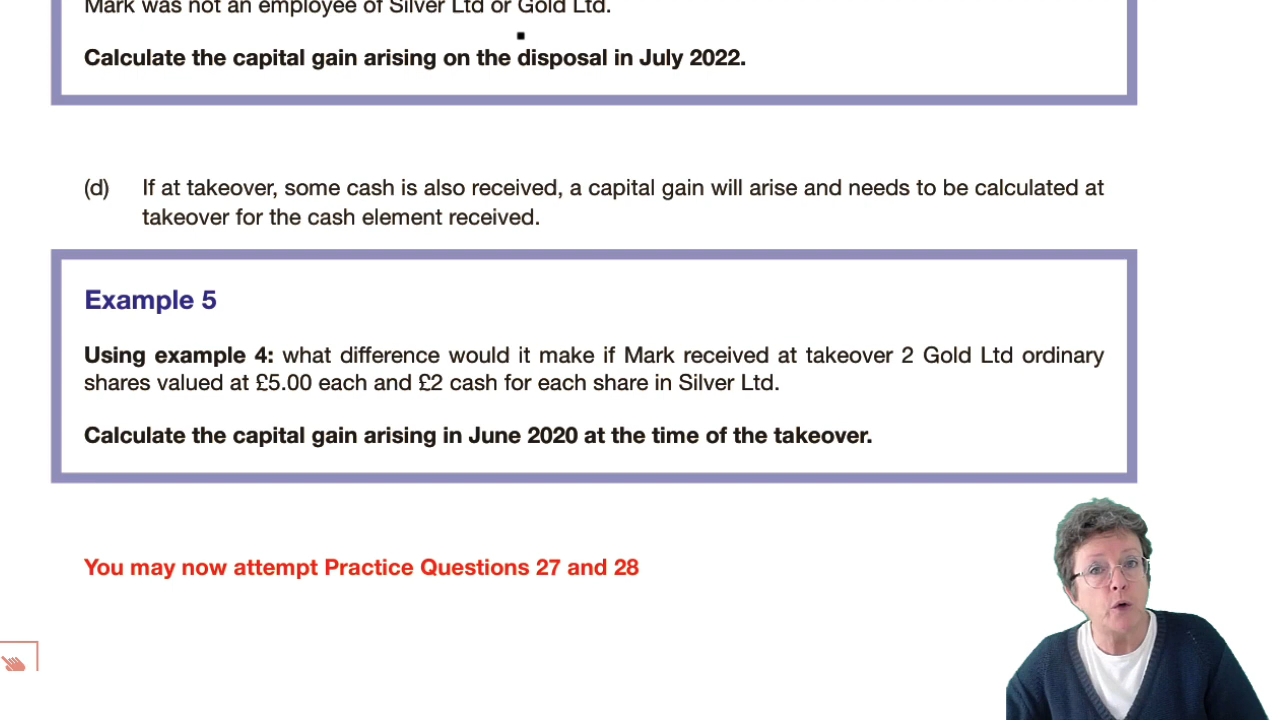 Mark was not an employee of Silver Ltd or Gold Ltd.
Calculate the capital gain arising on the disposal in July 2022.
(d) If at takeover, some cash is also received, a capital gain will arise and needs to be calculated at
takeover for the cash element received.
Example 5
Using example 4: what difference would it make if Mark received at takeover 2 Gold Ltd ordinary
shares valued at £5.00 each and £2 cash for each share in Silver Ltd.
Calculate the capital gain arising in June 2020 at the time of the takeover.
You may now attempt Practice Questions 27 and 28